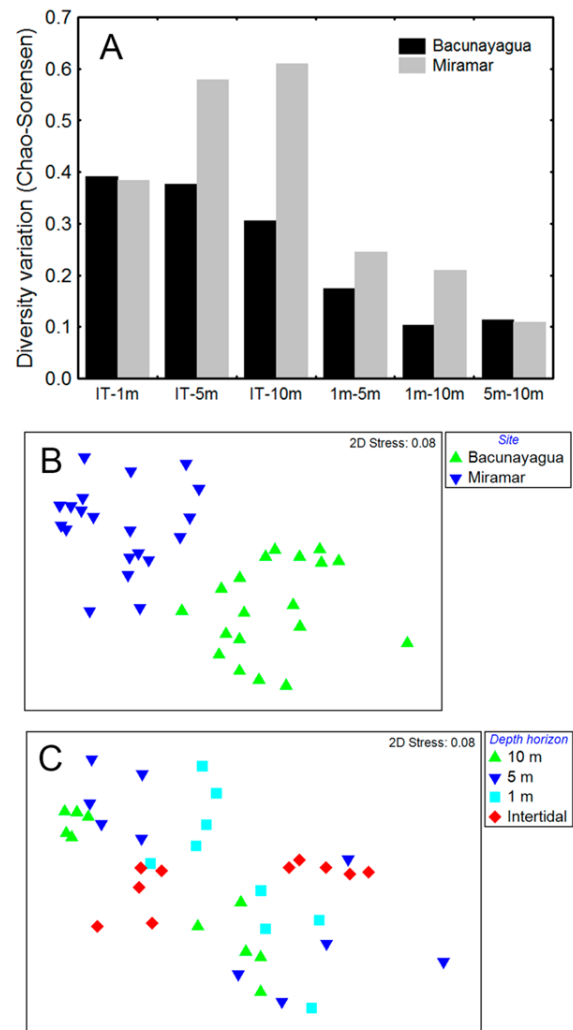 A
Bacunayagua
Miramar
Diversity variation (Chao-Sorensen)
0.7
0.6
0.5
0.4
0.3
0.2
0.1
0.0
IT-1m IT-5m IT-10m 1m-5m 1m-10m 5m-10m
B
2D Stress: 0.08
Site
Bacunayagua
Miramar
C
2D Stress: 0.08
Depth horizon
10 m
5 m
1 m
Intertidal